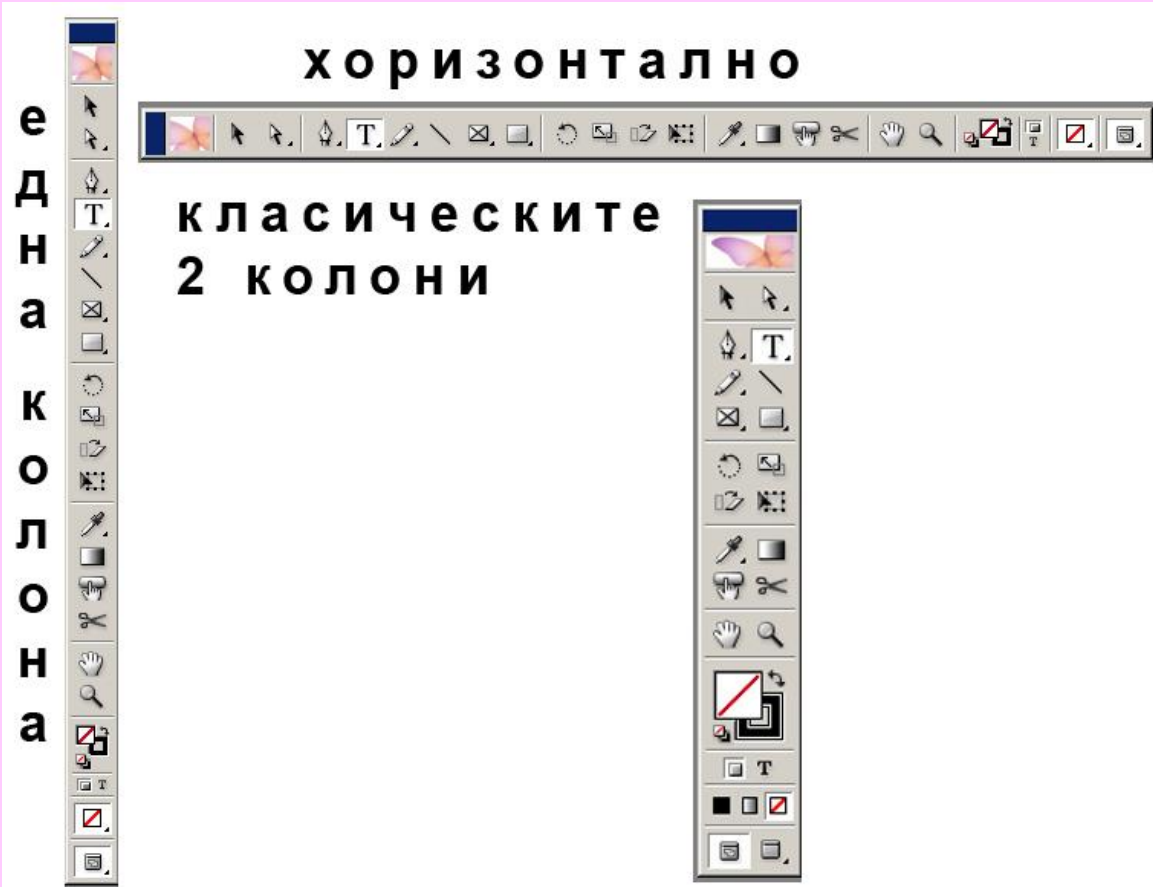 хоризонтално
една колона
класическите
2 колони